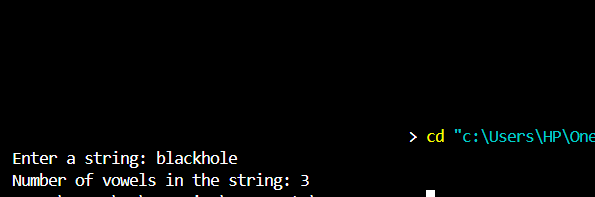 > cd "c:\Users\HP\One
Enter a string: blackhole
Number of vowels in the string: 3